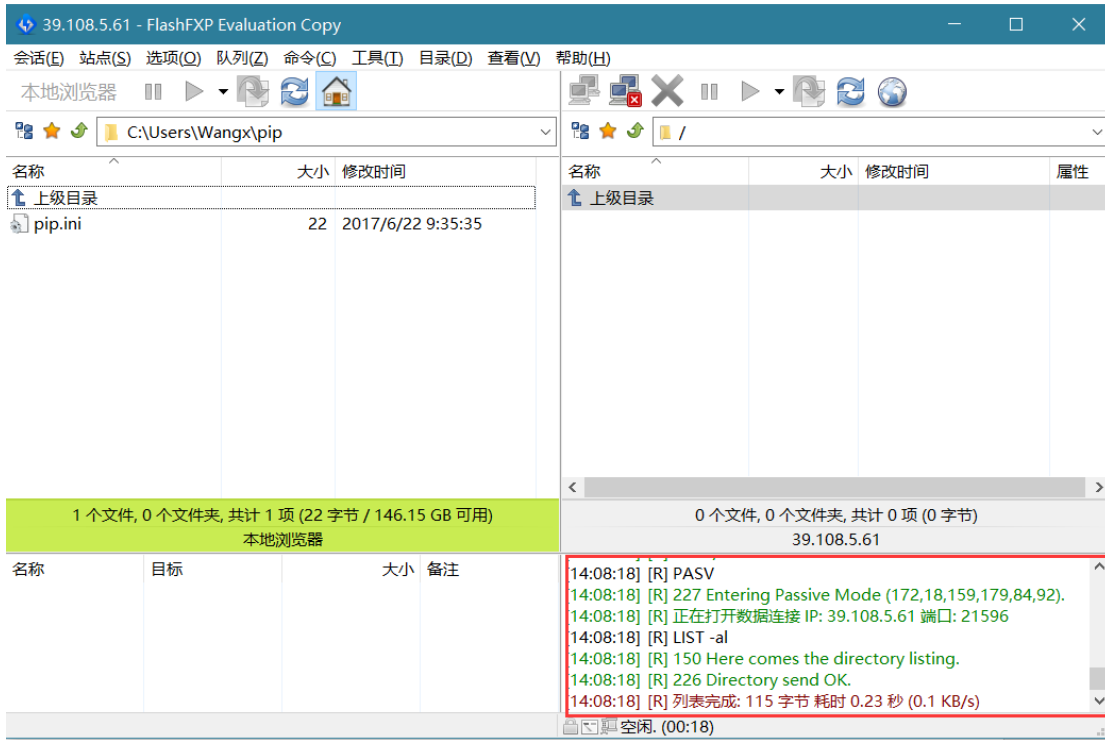 39.108.5.61 - FlashFXP Evaluation Copy
会话(E) 站点(S) 选项(O) 队列(Z) 命令(C) 工具(T) 目录(D) 查看(V) 帮助(H)
本地浏览器
C:\Users\Wangx\pip
/
名称 大小 修改时间
名称 大小 修改时间 属性
上级目录
上级目录
pip.ini 22 2017/6/22 9:35:35
1 个文件, 0 个文件夹, 共计 1 项 (22 字节 / 146.15 GB 可用)
本地浏览器
0 个文件, 0 个文件夹, 共计 0 项 (0 字节)
39.108.5.61
名称 目标 大小 备注
[14:08:18] [R] PASV
[14:08:18] [R] 227 Entering Passive Mode (172,18,159,179,84,92).
[14:08:18] [R] 正在打开数据连接 IP: 39.108.5.61 端口: 21596
[14:08:18] [R] LIST -al
[14:08:18] [R] 150 Here comes the directory listing.
[14:08:18] [R] 226 Directory send OK.
[14:08:18] [R] 列表完成: 115 字节 耗时 0.23 秒 (0.1 KB/s)
空闲. (00:18)